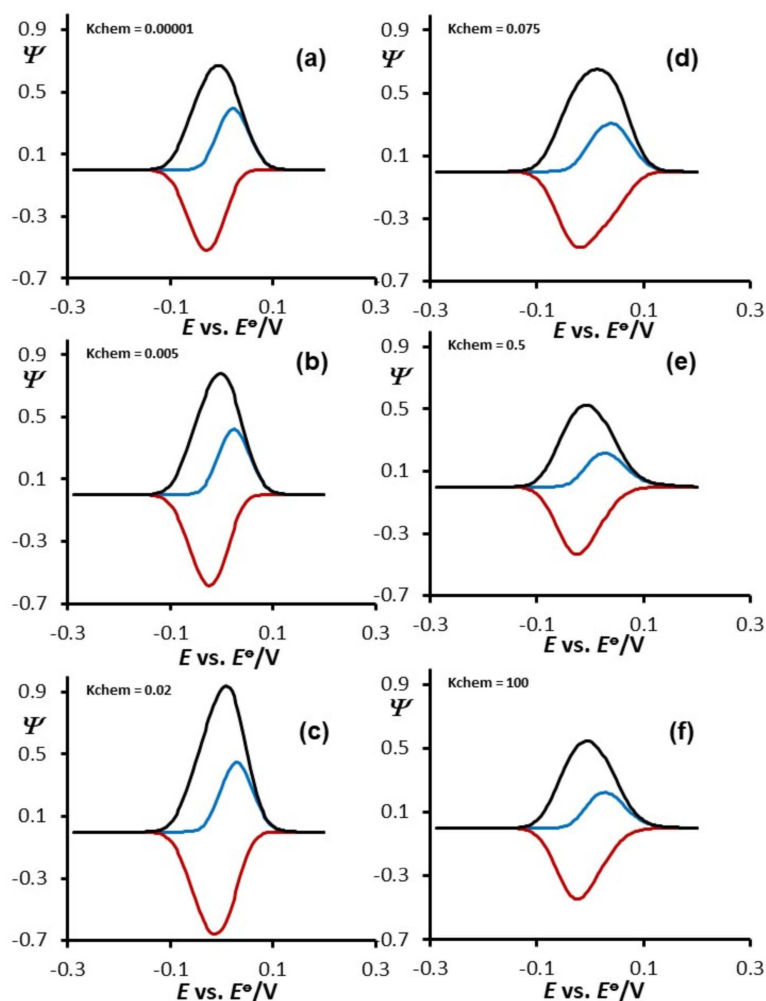 0.9
Ψ
0.5
0.1
-0.3
-0.7
Kchem = 0.00001
(a)
-0.3
-0.1
0.1
0.3
E vs. E⦵/V
0.9
Ψ
0.5
0.1
-0.3
-0.7
Kchem = 0.005
(b)
-0.3
-0.1
0.1
0.3
E vs. E⦵/V
0.9
Ψ
0.5
0.1
-0.3
-0.7
Kchem = 0.02
(c)
-0.3
-0.1
0.1
0.3
E vs. E⦵/V
0.9
Ψ
0.5
0.1
-0.3
-0.7
Kchem = 0.075
(d)
-0.3
-0.1
0.1
0.3
E vs. E⦵/V
0.9
Ψ
0.5
0.1
-0.3
-0.7
Kchem = 0.5
(e)
-0.3
-0.1
0.1
0.3
E vs. E⦵/V
0.9
Ψ
0.5
0.1
-0.3
-0.7
Kchem = 100
(f)
-0.3
-0.1
0.1
0.3
E vs. E⦵/V